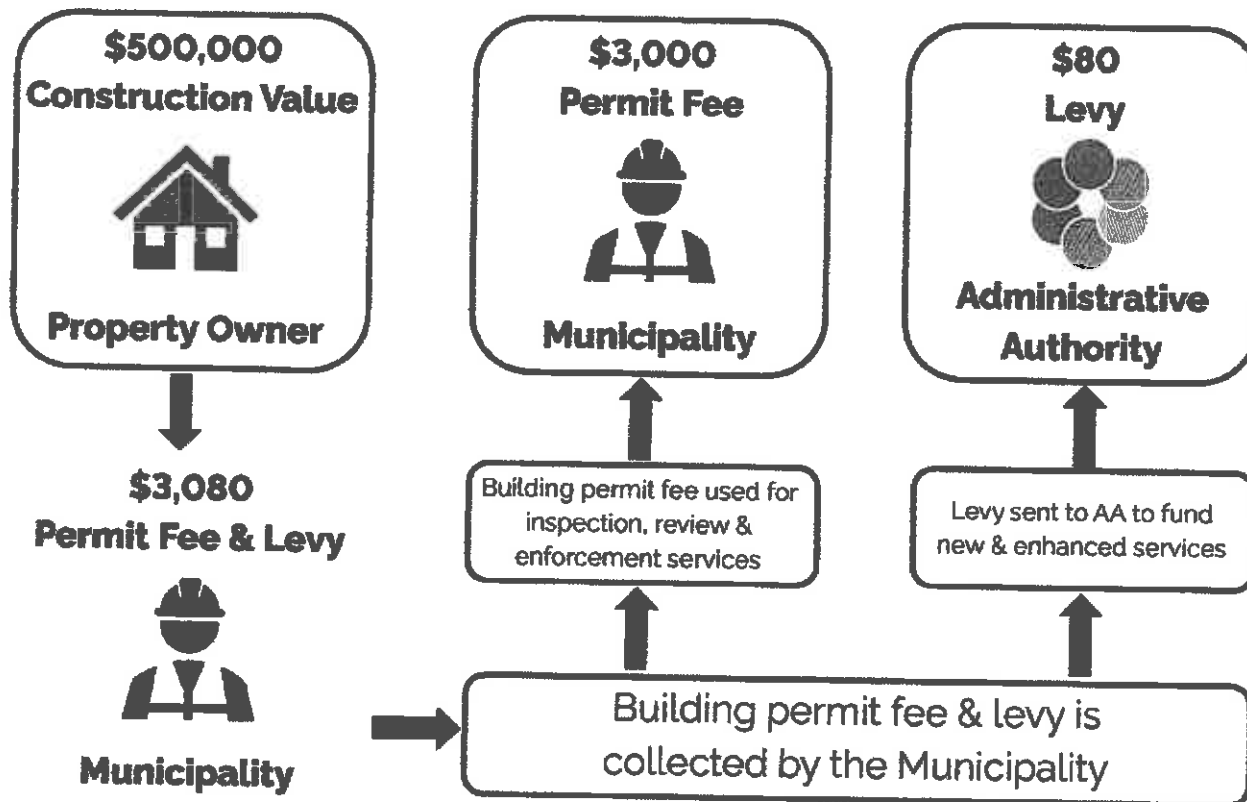 $500,000
Construction Value
Property Owner
$3,080
Permit Fee & Levy
Municipality
Building permit fee & levy is
collected by the Municipality
Building permit fee used for
inspection, review &
enforcement services
$3,000
Permit Fee
Municipality
Levy sent to AA to fund
new & enhanced services
$80
Levy
Administrative
Authority